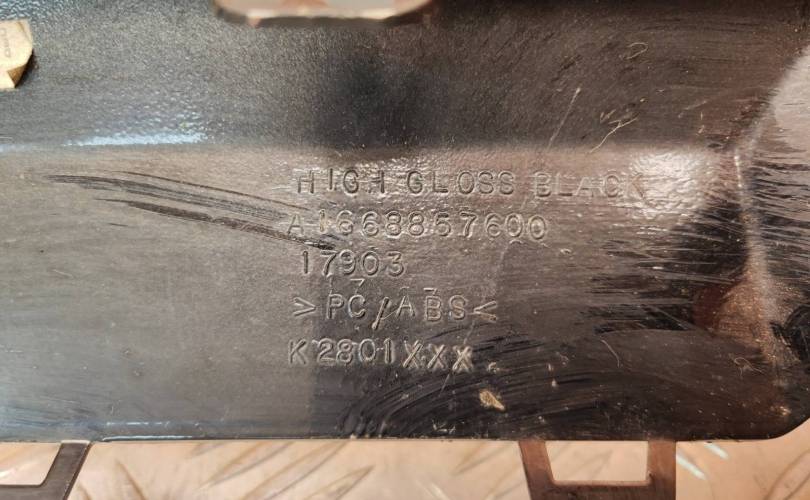 HIGH GLOSS BLACK
A1668857600
17903
>PC/ABS<
K2801XXX